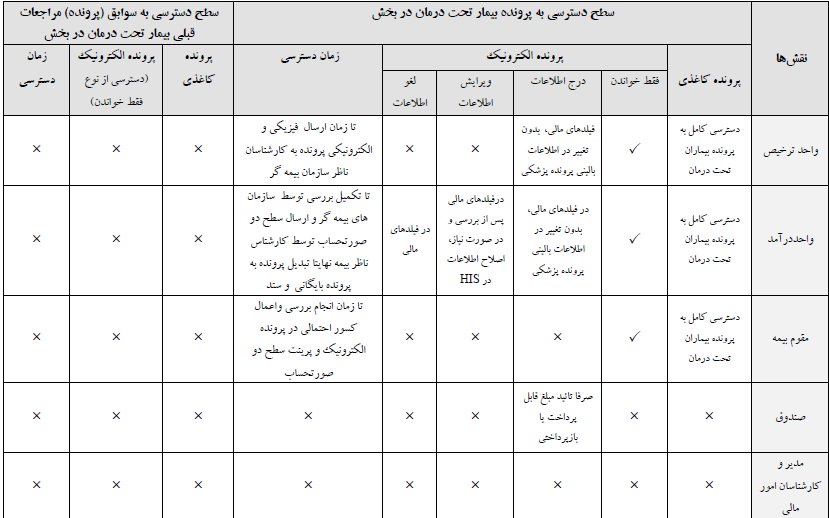 نقش‌ها
سطح دسترسی به پرونده بیمار تحت درمان در بخش
سطح دسترسی به سوابق (پرونده) مراجعات
قبلی بیمار تحت درمان در بخش
پرونده کاغذی
پرونده الکترونیک
زمان دسترسی
پرونده
کاغذی
پرونده الکترونیک
(دسترسی از نوع
فقط خواندن)
زمان
دسترسی
فقط خواندن
درج اطلاعات
ویرایش
اطلاعات
لغو
اطلاعات
واحد ترخیص
دسترسی کامل به
پرونده بیماران
تحت درمان
✓
فیلدهای مالی، بدون
تغییر در اطلاعات
بالینی پرونده پزشکی
×
×
تا زمان ارسال فیزیکی و
الکترونیکی پرونده به کارشناسان
ناظر سازمان بیمه گر
×
×
×
واحددرآمد
دسترسی کامل به
پرونده بیماران
تحت درمان
✓
در فیلدهای مالی،
بدون تغییر در
اطلاعات بالینی
پرونده پزشکی
درفیلدهای مالی
پس از بررسی و
در صورت نیاز،
اصلاح اطلاعات
در HIS
در فیلدهای
مالی
تا تکمیل بررسی توسط سازمان
های بیمه گر و ارسال سطح دو
صورتحساب توسط کارشناس
ناظر بیمه نهایتا تبدیل پرونده به
پرونده بایگانی و سند
×
×
×
مقوم بیمه
دسترسی کامل به
پرونده بیماران
تحت درمان
✓
×
×
×
تا زمان انجام بررسی واعمال
کسور احتمالی در پرونده
الکترونیک و پرینت سطح دو
صورتحساب
×
×
×
صندوق
×
×
صرفا تائید مبلغ قابل
پرداخت یا
بازپرداختی
×
×
×
×
×
×
مدیر و
کارشناسان امور
مالی
×
×
×
×
×
×
×
×
×